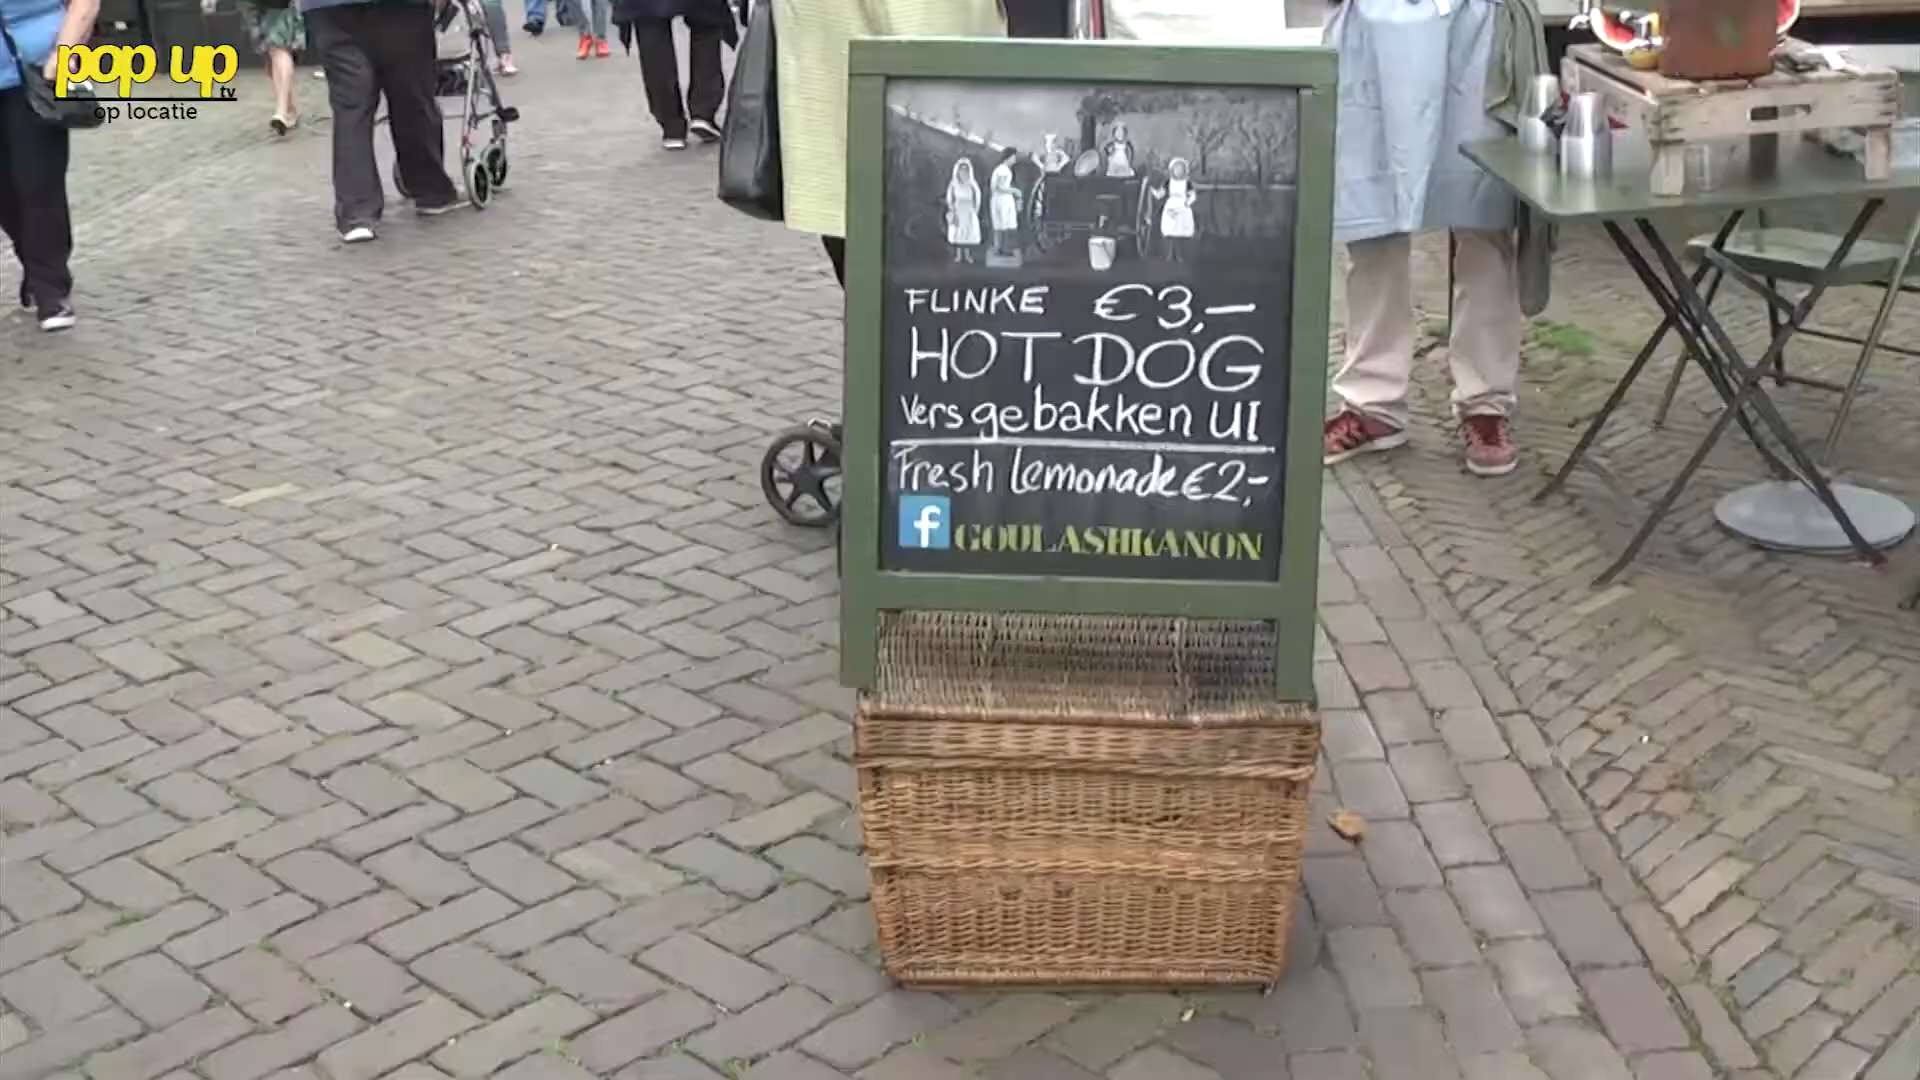 pop up
tv
op locatie
FLINKE €3,-
HOT DOG
Vers gebakken UI
Fresh Lemonade €2,-
f GOULASHKANON